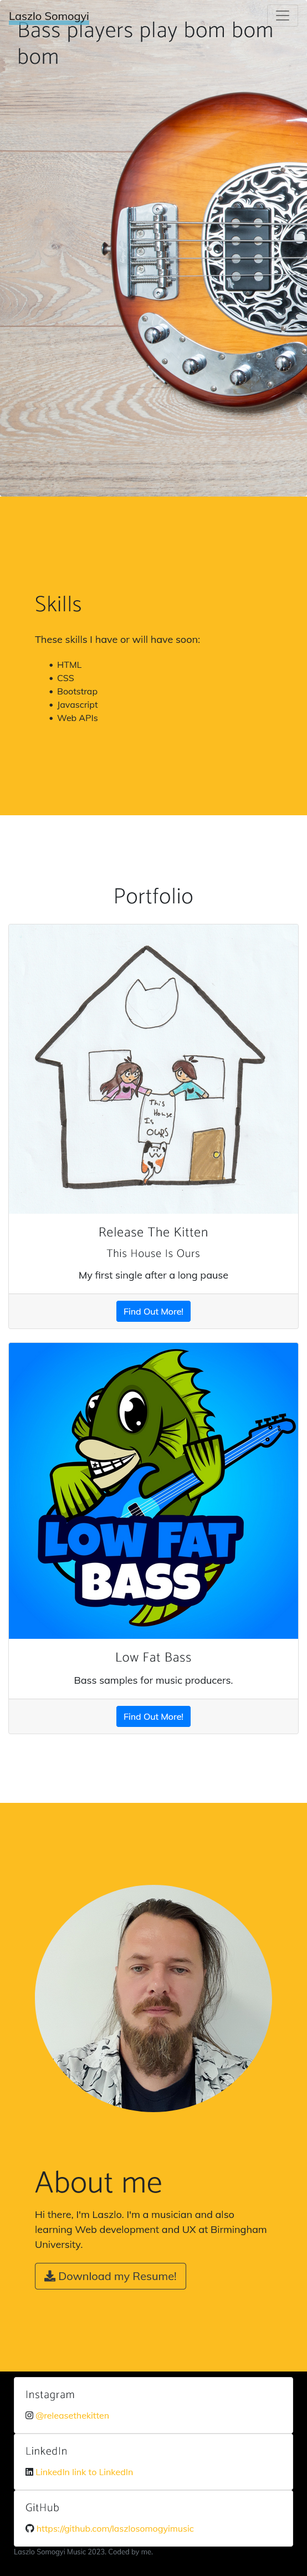 Laszlo Somogyi
Bass players play bom bom
bom
Skills
These skills I have or will have soon:
HTML
CSS
Bootstrap
Javascript
Web APIs
Portfolio
This
House
Is
OURS
Release The Kitten
This House Is Ours
My first single after a long pause
Find Out More!
LOW FAT
BASS
Low Fat Bass
Bass samples for music producers.
Find Out More!
About me
Hi there, I'm Laszlo. I'm a musician and also
learning Web development and UX at Birmingham
University.
Download my Resume!
Instagram
@releasethekitten
LinkedIn
LinkedIn link to LinkedIn
GitHub
https://github.com/laszlosomogyimusic
Laszlo Somogyi Music 2023. Coded by me.